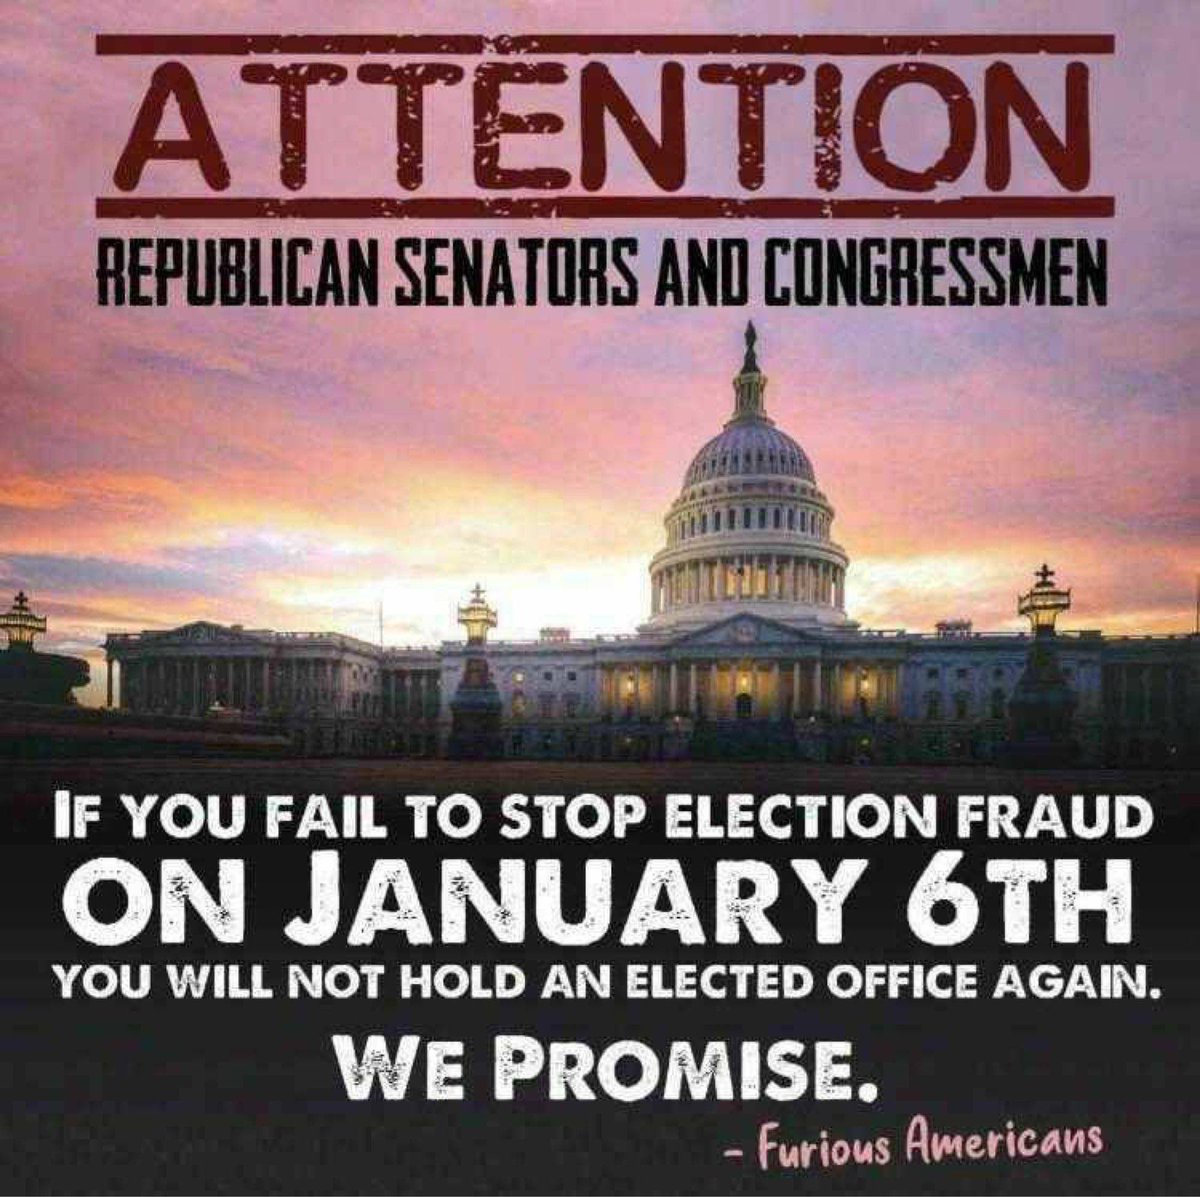 ATTENTION
REPUBLICAN SENATORS AND CONGRESSMEN
IF YOU FAIL TO STOP ELECTION FRAUD
ON JANUARY 6TH
YOU WILL NOT HOLD AN ELECTED OFFICE AGAIN.
WE PROMISE.
- Furious Americans